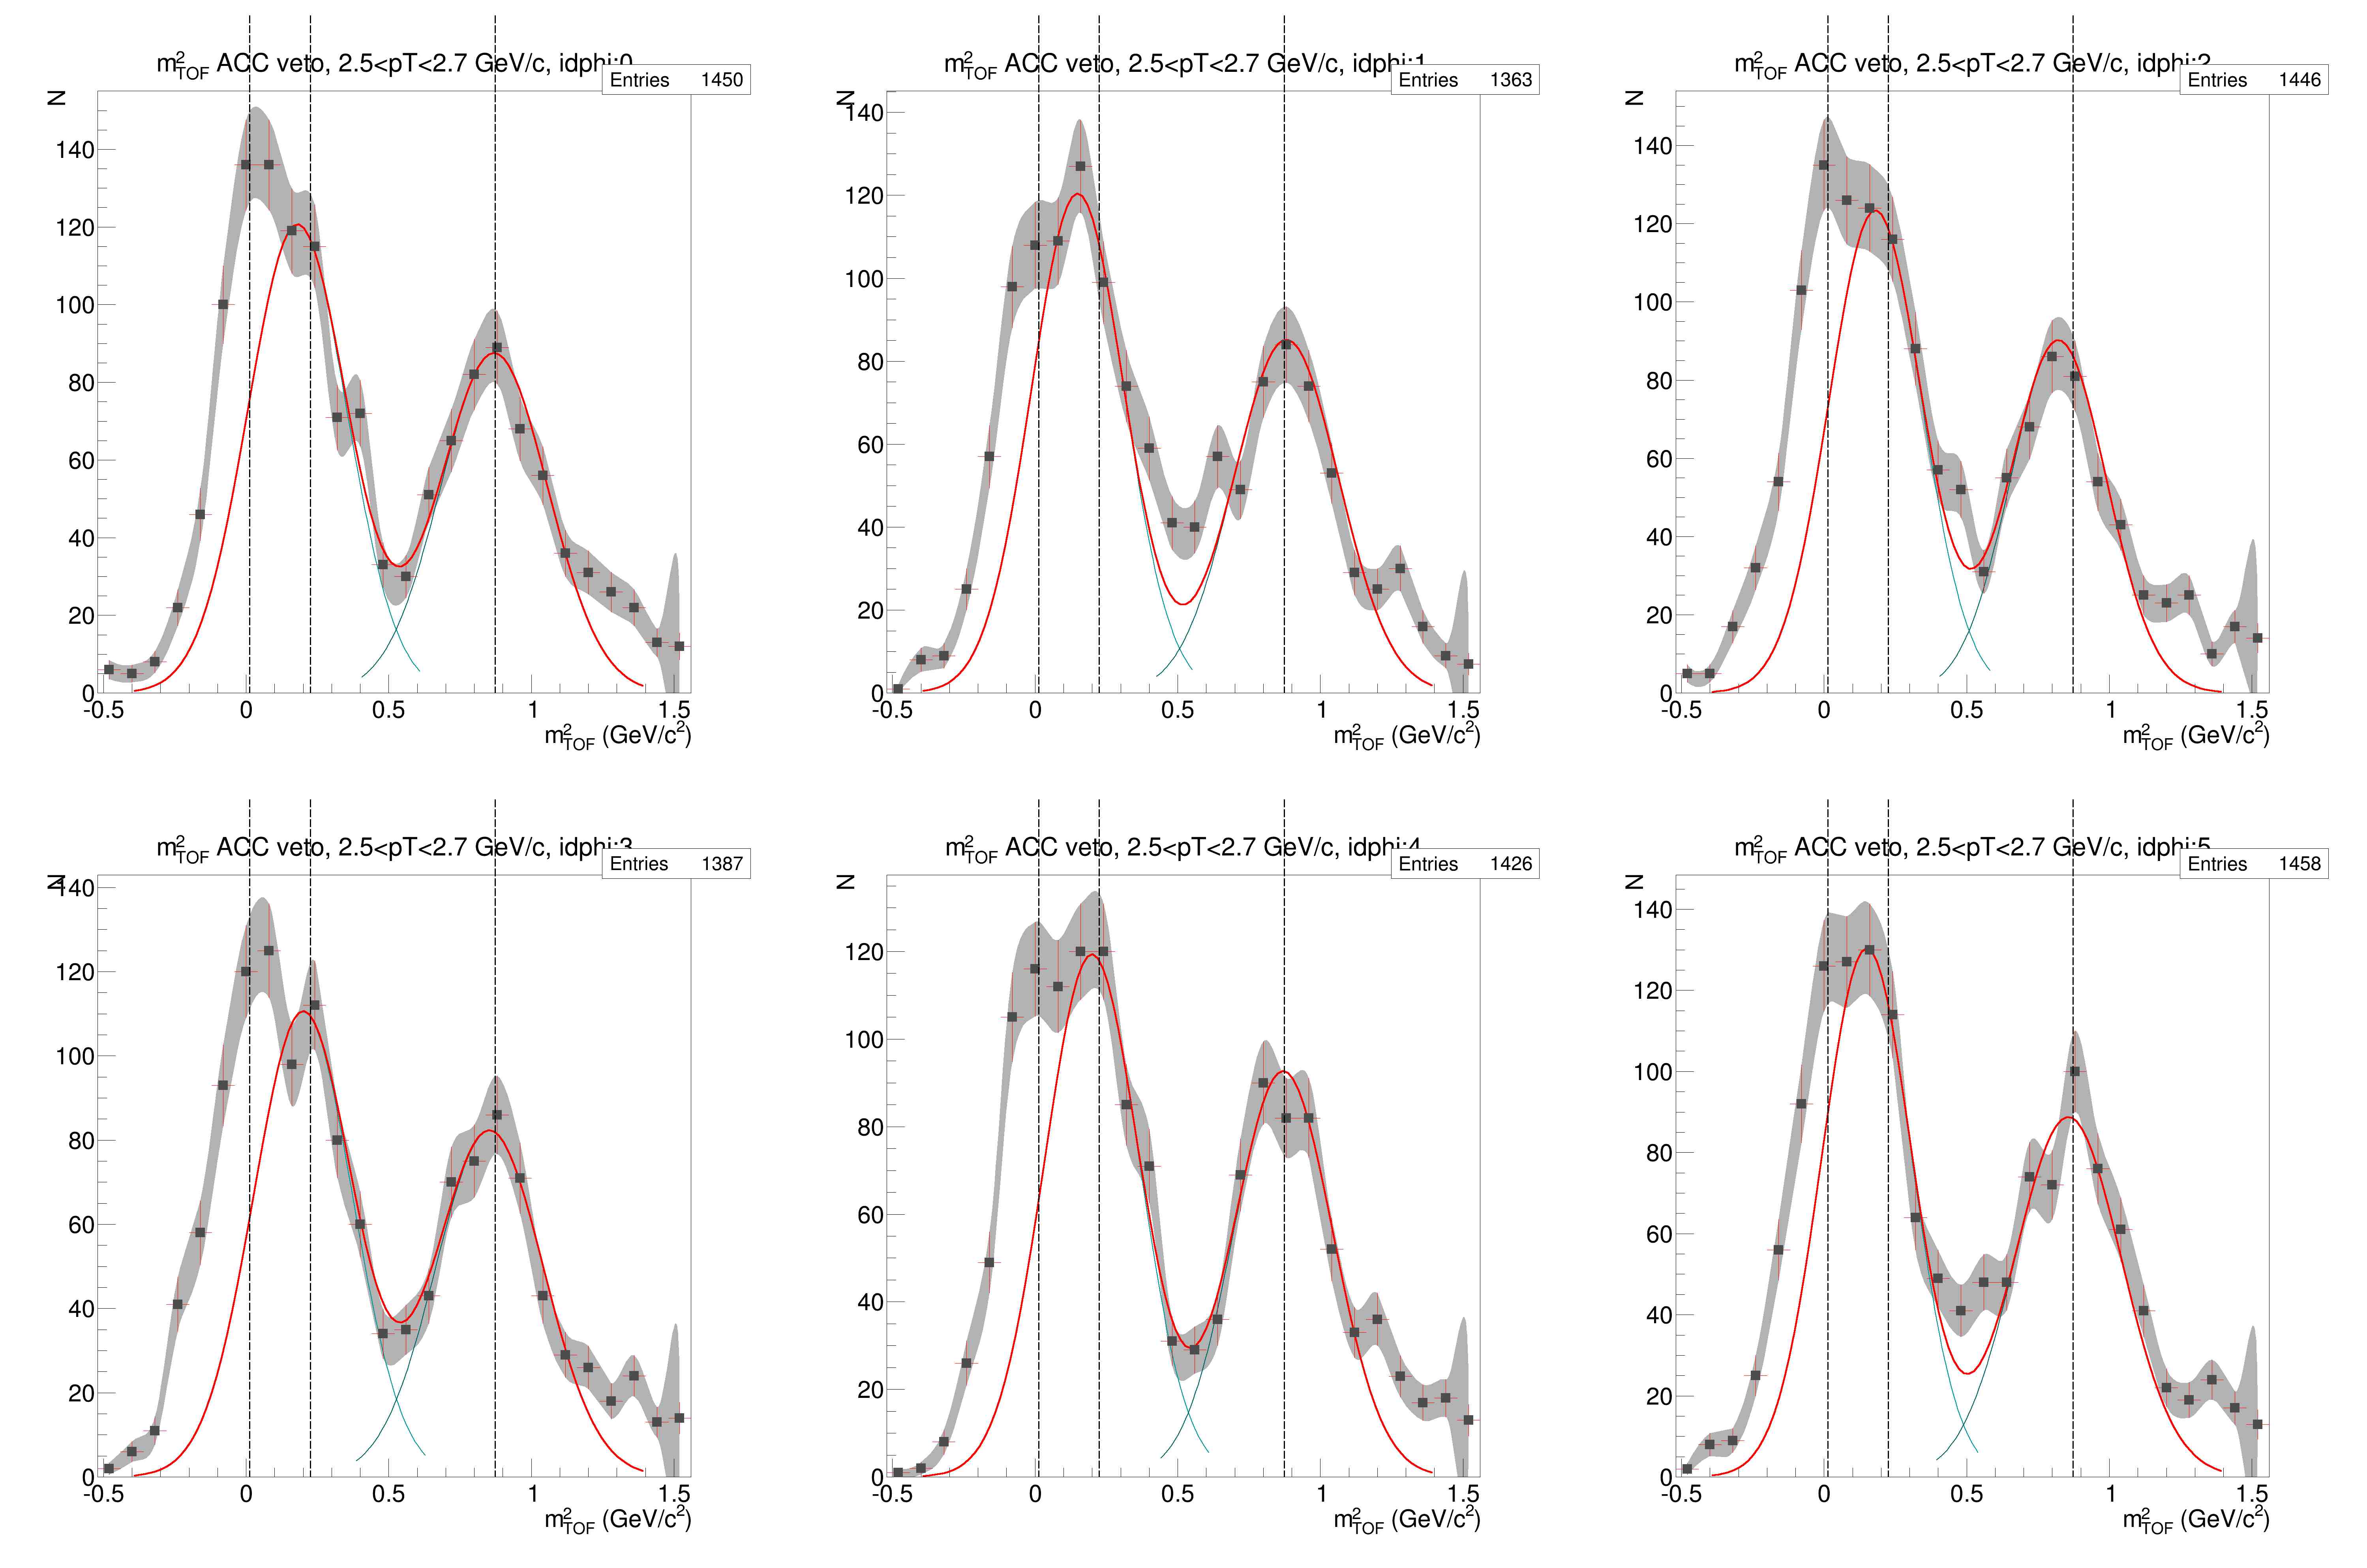 m²TOF ACC veto, 2.5<pT<2.7 GeV/c, idphi:0
Entries 1450
N
140
120
100
80
60
40
20
0
-0.5 0 0.5 1 1.5
m²TOF (GeV/c²)
m²TOF ACC veto, 2.5<pT<2.7 GeV/c, idphi:1
Entries 1363
N
140
120
100
80
60
40
20
0
-0.5 0 0.5 1 1.5
m²TOF (GeV/c²)
m²TOF ACC veto, 2.5<pT<2.7 GeV/c, idphi:2
Entries 1446
N
140
120
100
80
60
40
20
0
-0.5 0 0.5 1 1.5
m²TOF (GeV/c²)
m²TOF ACC veto, 2.5<pT<2.7 GeV/c, idphi:3
Entries 1387
N
140
120
100
80
60
40
20
0
-0.5 0 0.5 1 1.5
m²TOF (GeV/c²)
m²TOF ACC veto, 2.5<pT<2.7 GeV/c, idphi:4
Entries 1426
N
120
100
80
60
40
20
0
-0.5 0 0.5 1 1.5
m²TOF (GeV/c²)
m²TOF ACC veto, 2.5<pT<2.7 GeV/c, idphi:5
Entries 1458
N
140
120
100
80
60
40
20
0
-0.5 0 0.5 1 1.5
m²TOF (GeV/c²)